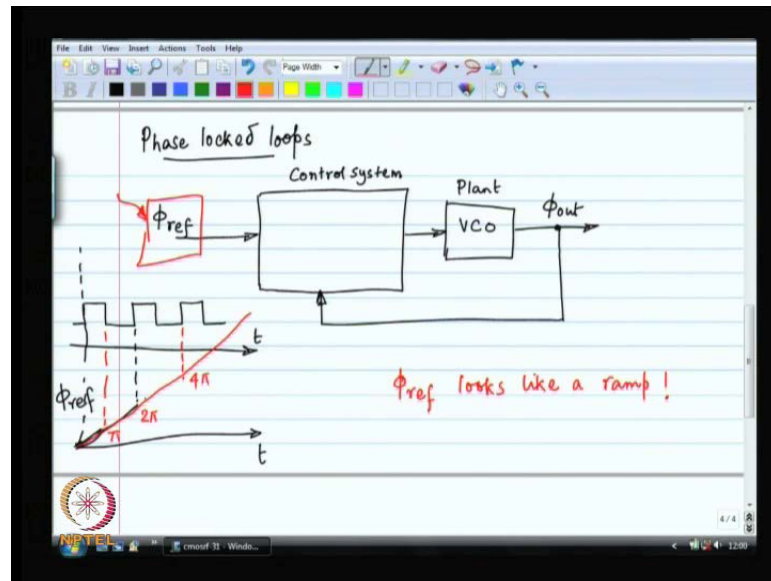 File Edit View Insert Actions Tools Help
Page Width
B I
Phase locked loops
Control system
Plant
Φref
VCO
Φout
t
4π
Φref
2π
π
t
Φref looks like a ramp!
NPTEL
4/4
cmosrf-31 - Windo...
12:00